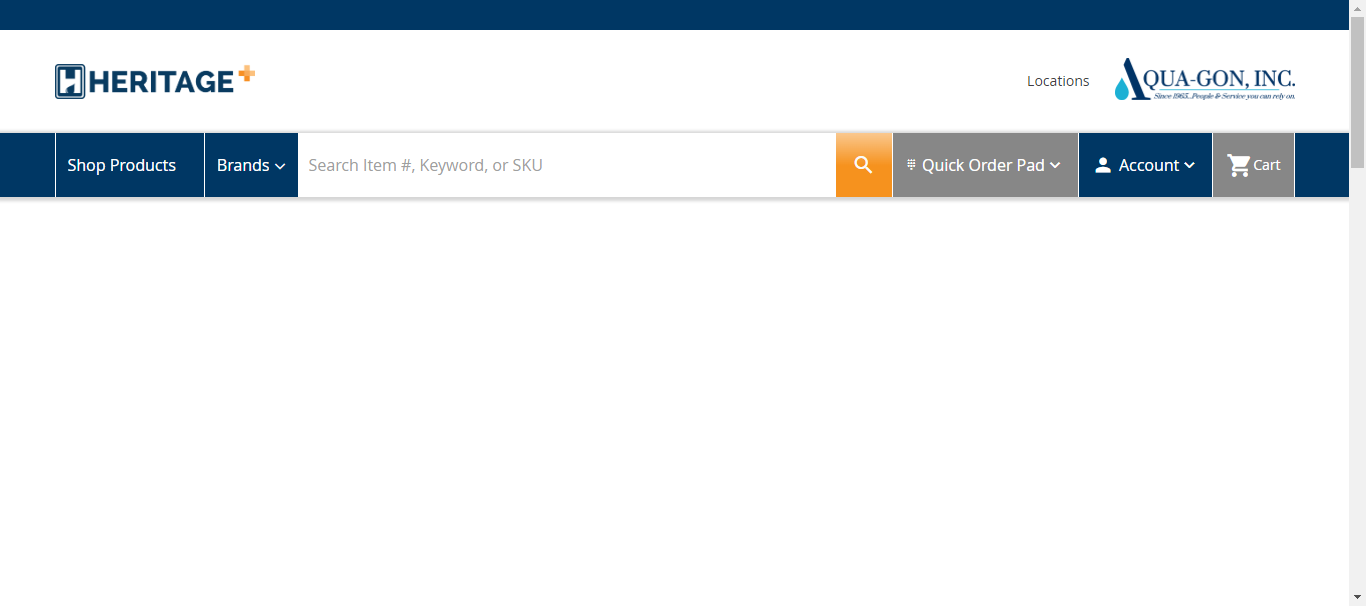 HERITAGE
Locations
AQUA-GON, INC.
Since 1965...People & Service you can rely on.
Shop Products
Brands
Search Item #, Keyword, or SKU
Quick Order Pad
Account
Cart